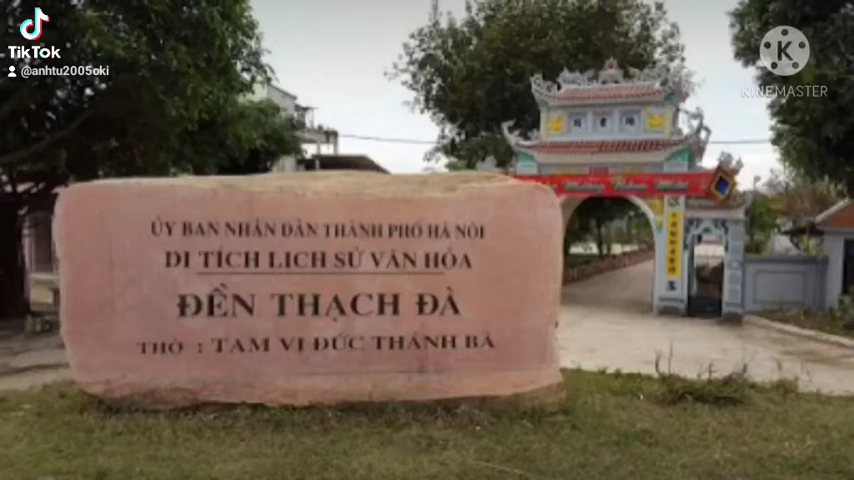 TikTok
@anhtu2005oki
KINEMASTER
ỦY BAN NHÂN DÂN THÀNH PHỐ HÀ NỘI
DI TÍCH LỊCH SỬ VĂN HÓA
ĐỀN THẠCH ĐÀ
THỜ : TAM VỊ ĐỨC THÁNH BÀ